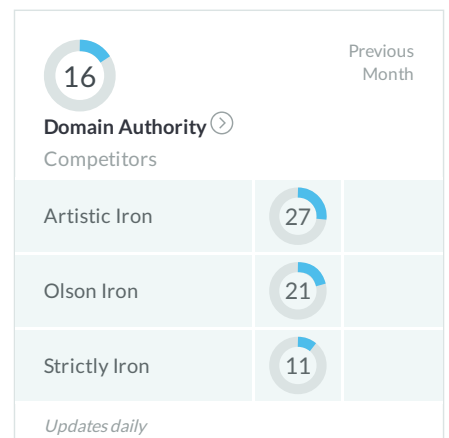 16
Previous
Month
Domain Authority
Competitors
Artistic Iron 27
Olson Iron 21
Strictly Iron 11
Updates daily